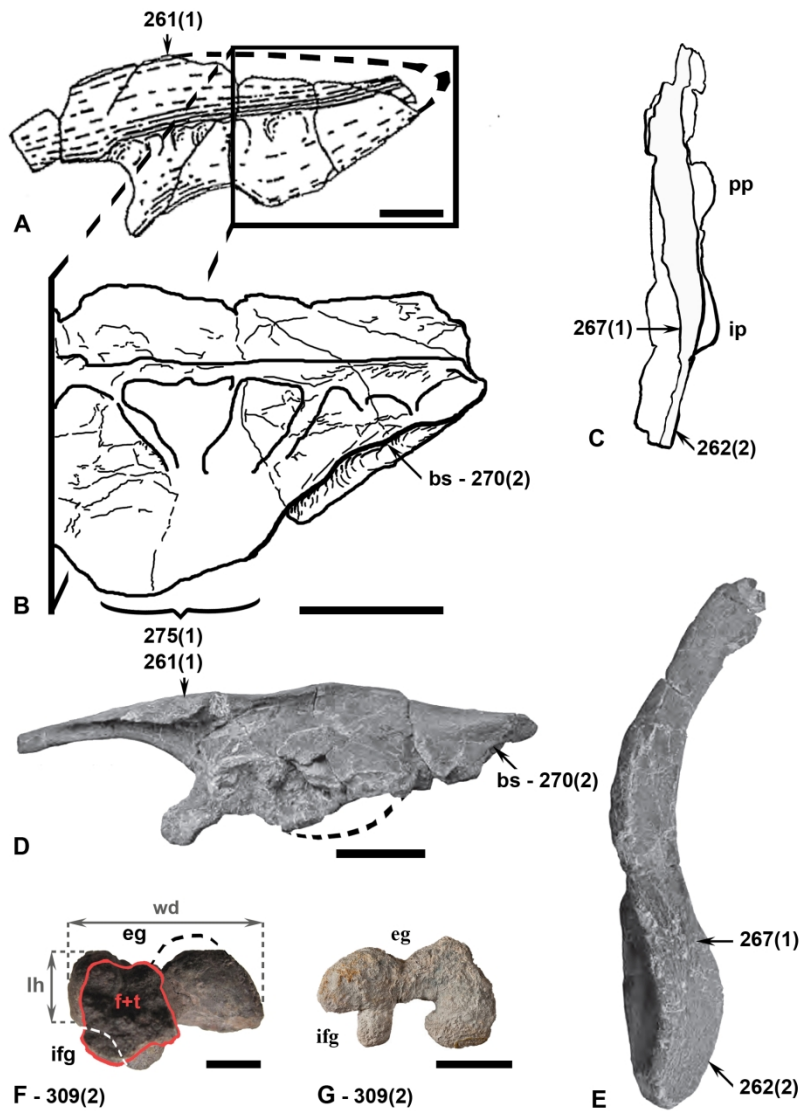 261(1)
A
pp
267(1)
ip
C
262(2)
bs - 270(2)
B
275(1)
261(1)
bs - 270(2)
D
267(1)
262(2)
E
wd
eg
lh
f+t
ifg
F - 309(2)
eg
ifg
G - 309(2)